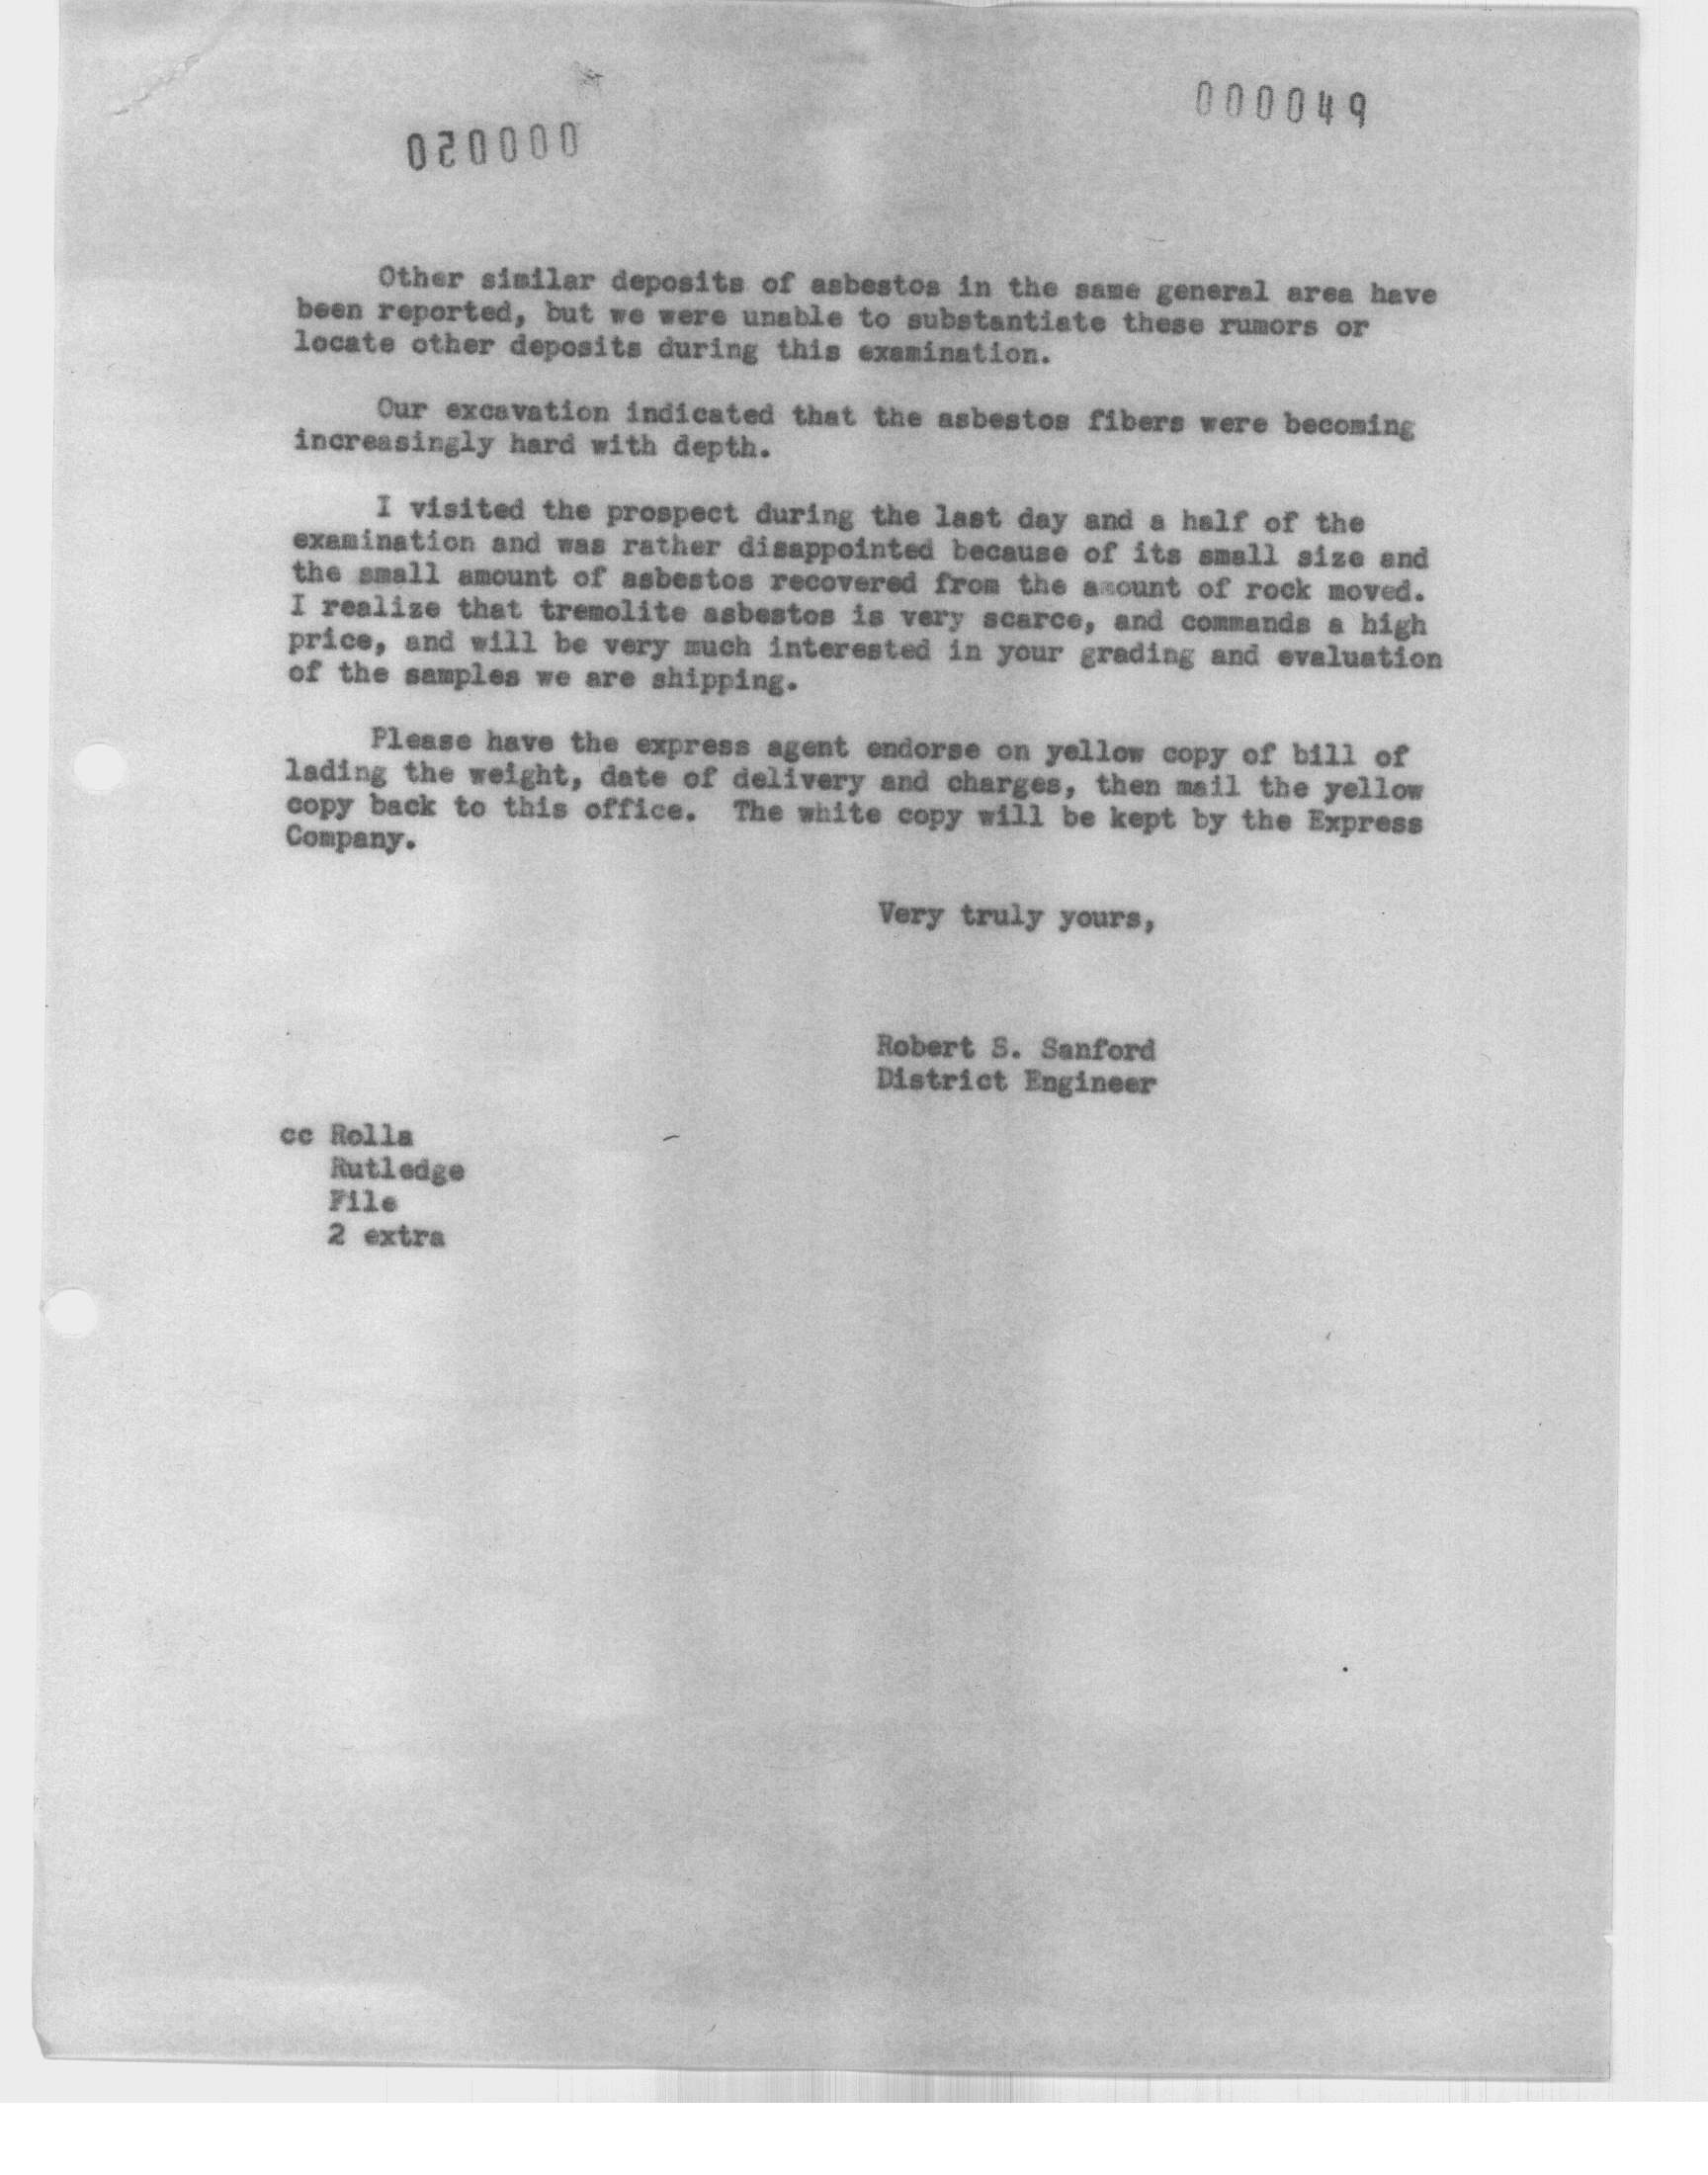 000049
000050
Other similar deposits of asbestos in the same general area have
been reported, but we were unable to substantiate these rumors or
locate other deposits during this examination.
Our excavation indicated that the asbestos fibers were becoming
increasingly hard with depth.
I visited the prospect during the last day and a half of the
examination and was rather disappointed because of its small size and
the small amount of asbestos recovered from the amount of rock moved.
I realize that tremolite asbestos is very scarce, and commands a high
price, and will be very much interested in your grading and evaluation
of the samples we are shipping.
Please have the express agent endorse on yellow copy of bill of
lading the weight, date of delivery and charges, then mail the yellow
copy back to this office.  The white copy will be kept by the Express
Company.
Very truly yours,
Robert S. Sanford
District Engineer
cc Rolla
Rutledge
File
2 extra